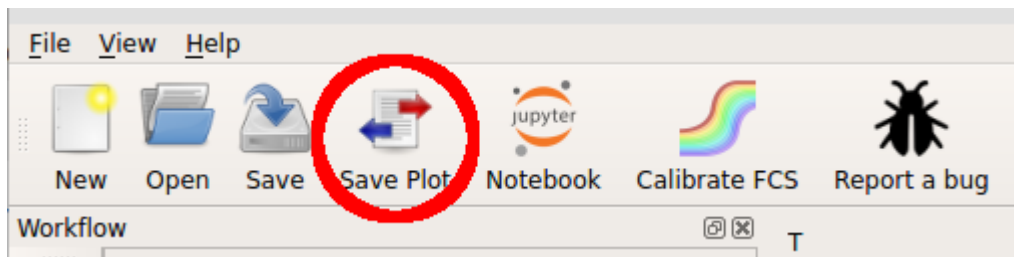 File View Help
jupyter
New Open Save Save Plot Notebook Calibrate FCS Report a bug
Workflow
T